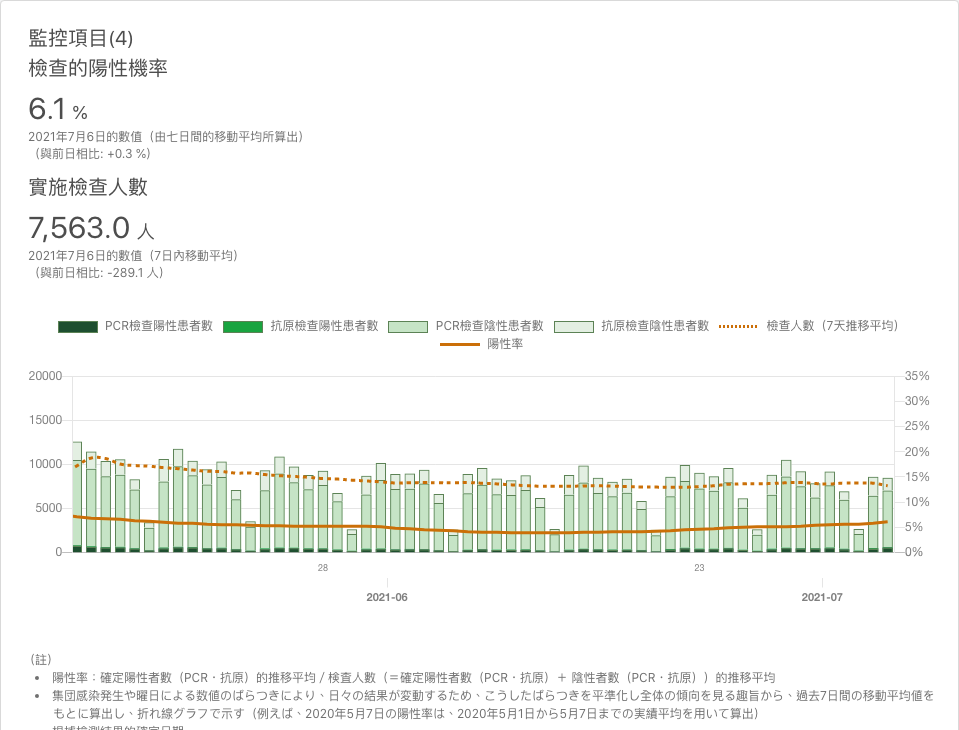 監控項目(4)
檢查的陽性機率
6.1 %
2021年7月6日的數值（由七日間的移動平均所算出）
（與前日相比: +0.3 %）
實施檢查人數
7,563.0 人
2021年7月6日的數值（7日內移動平均）
（與前日相比: -289.1 人）
PCR檢查陽性患者數 抗原檢查陽性患者數 PCR檢查陰性患者數 抗原檢查陰性患者數 檢查人數（7天推移平均）
陽性率
20000 35%
30%
15000 25%
20%
10000 15%
10%
5000 5%
0 0%
28 23
2021-06 2021-07
（註）
• 陽性率：確定陽性者數（PCR・抗原）的推移平均 / 檢查人數（＝確定陽性者數（PCR・抗原）＋ 陰性者數（PCR・抗原））的推移平均
• 集団感染発生や曜日による数値のばらつきにより、日々の結果が変動するため、こうしたばらつきを平準化し全体の傾向を見る趣旨から、過去7日間の移動平均値を
もとに算出し、折れ線グラフで示す（例えば、2020年5月7日の陽性率は、2020年5月1日から5月7日までの実績平均を用いて算出）